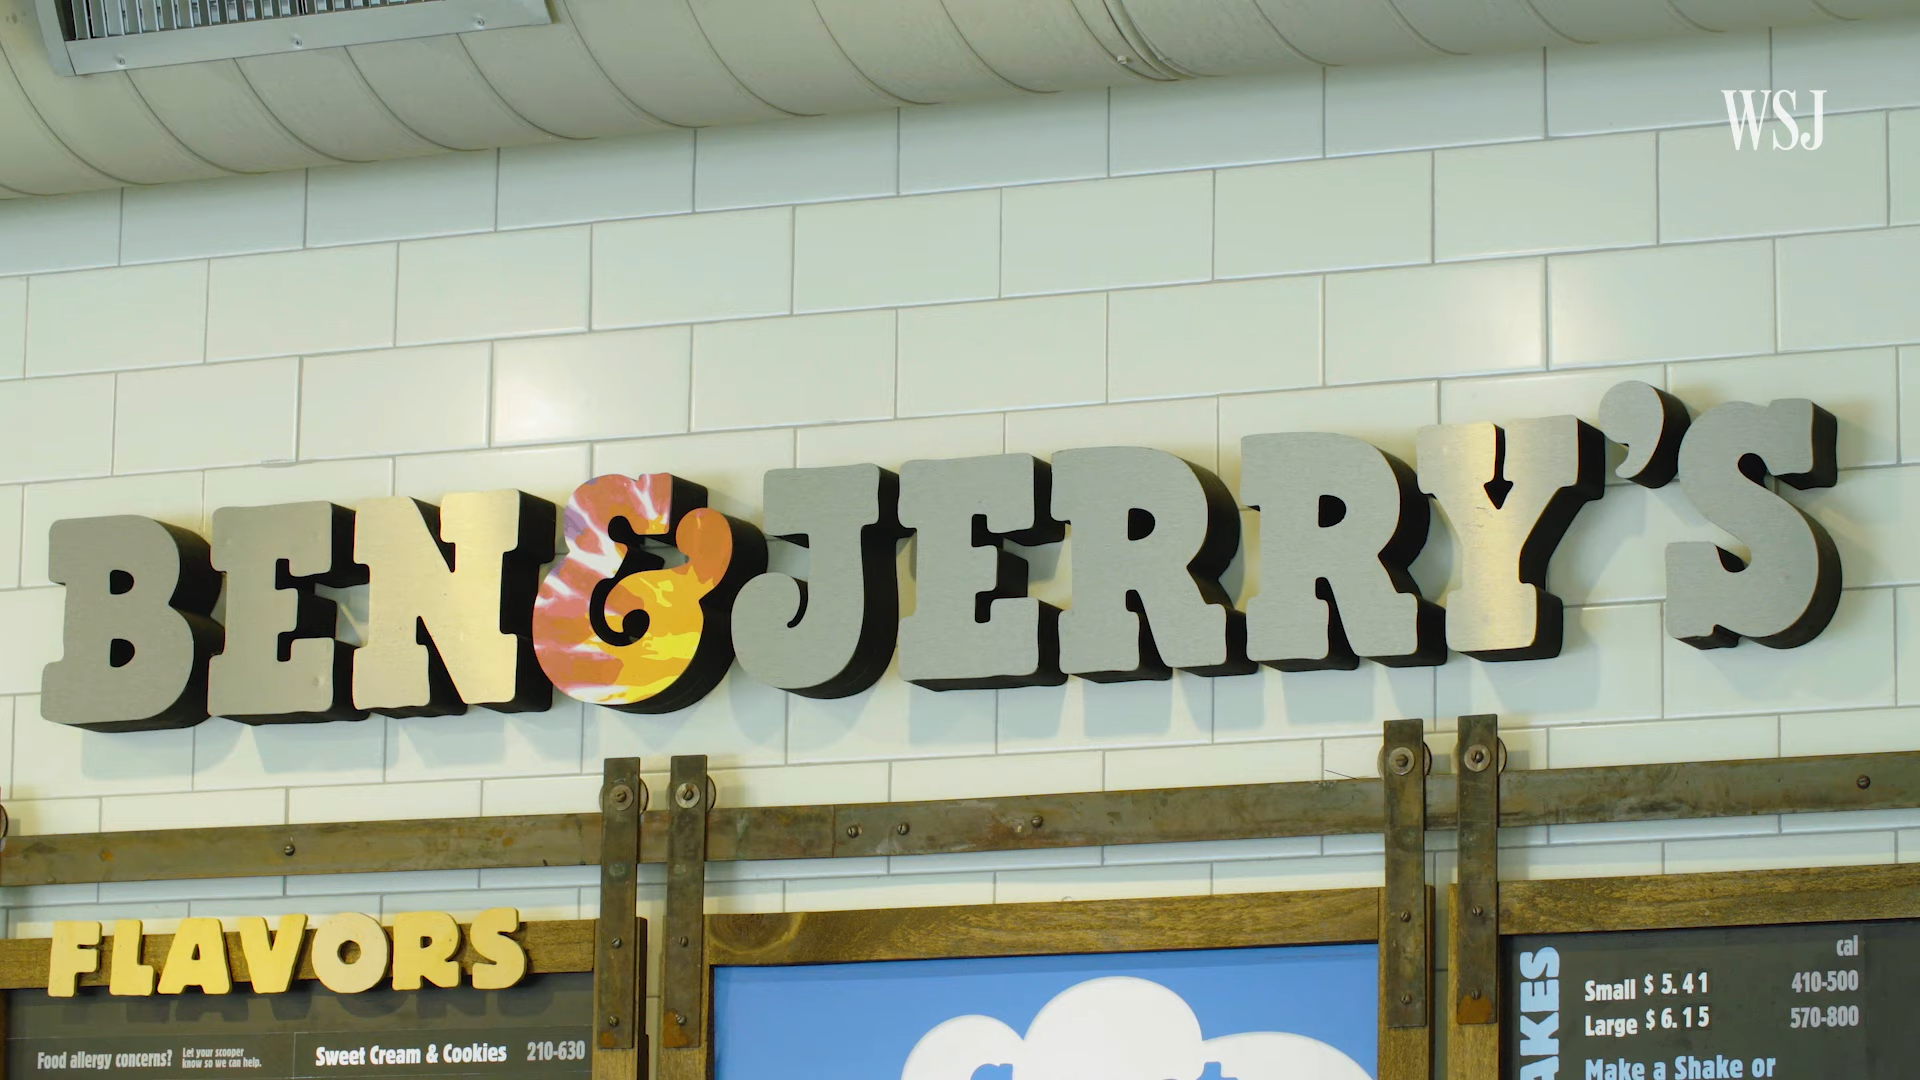 WSJ
BEN & JERRY'S
FLAVORS
Food allergy concerns?
Let your scooper
know so we can help.
Sweet Cream & Cookies 210-630
cal
Small $5.41 410-500
Large $6.15 570-800
Make a Shake or